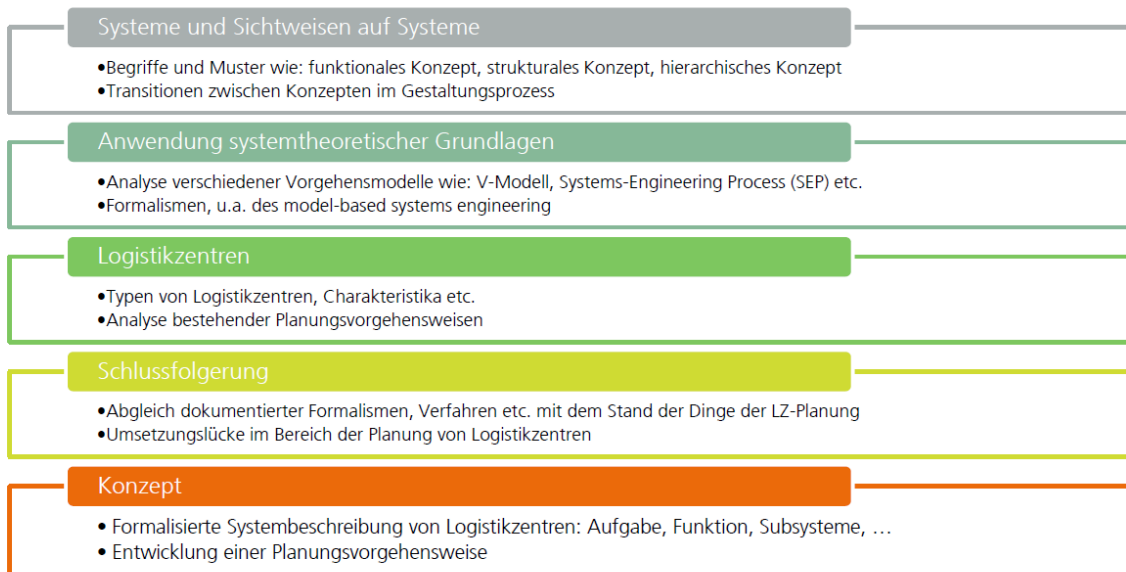 Systeme und Sichtweisen auf Systeme
•Begriffe und Muster wie: funktionales Konzept, strukturales Konzept, hierarchisches Konzept
•Transitionen zwischen Konzepten im Gestaltungsprozess
Anwendung systemtheoretischer Grundlagen
•Analyse verschiedener Vorgehensmodelle wie: V-Modell, Systems-Engineering Process (SEP) etc.
•Formalismen, u.a. des model-based systems engineering
Logistikzentren
•Typen von Logistikzentren, Charakteristika etc.
•Analyse bestehender Planungsvorgehensweisen
Schlussfolgerung
•Abgleich dokumentierter Formalismen, Verfahren etc. mit dem Stand der Dinge der LZ-Planung
•Umsetzungslücke im Bereich der Planung von Logistikzentren
Konzept
• Formalisierte Systembeschreibung von Logistikzentren: Aufgabe, Funktion, Subsysteme, …
• Entwicklung einer Planungsvorgehensweise